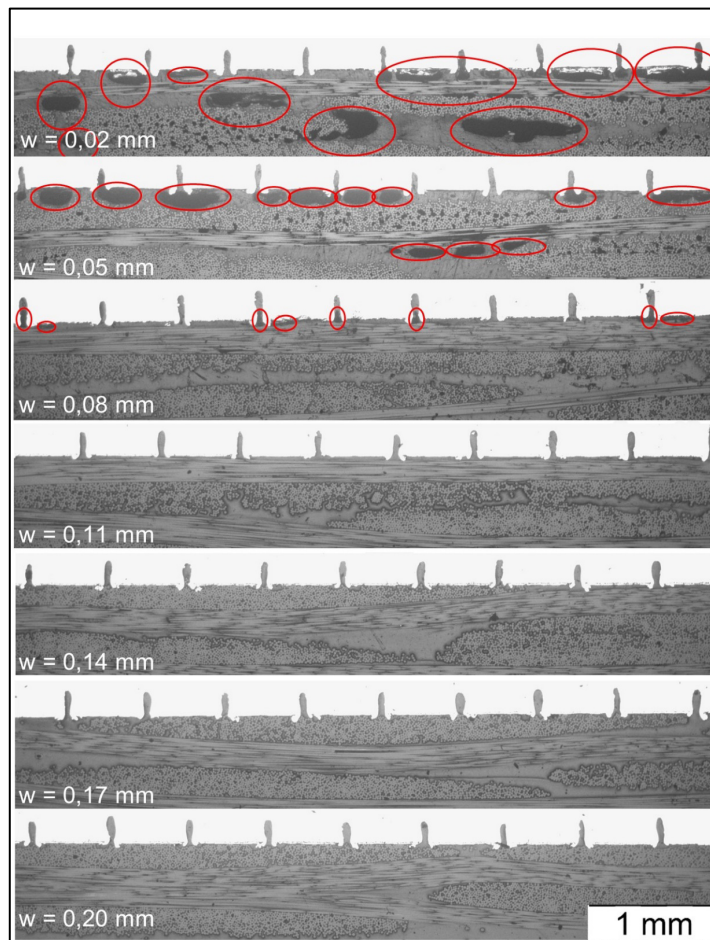 w = 0,02 mm
w = 0,05 mm
w = 0,08 mm
w = 0,11 mm
w = 0,14 mm
w = 0,17 mm
w = 0,20 mm
1 mm